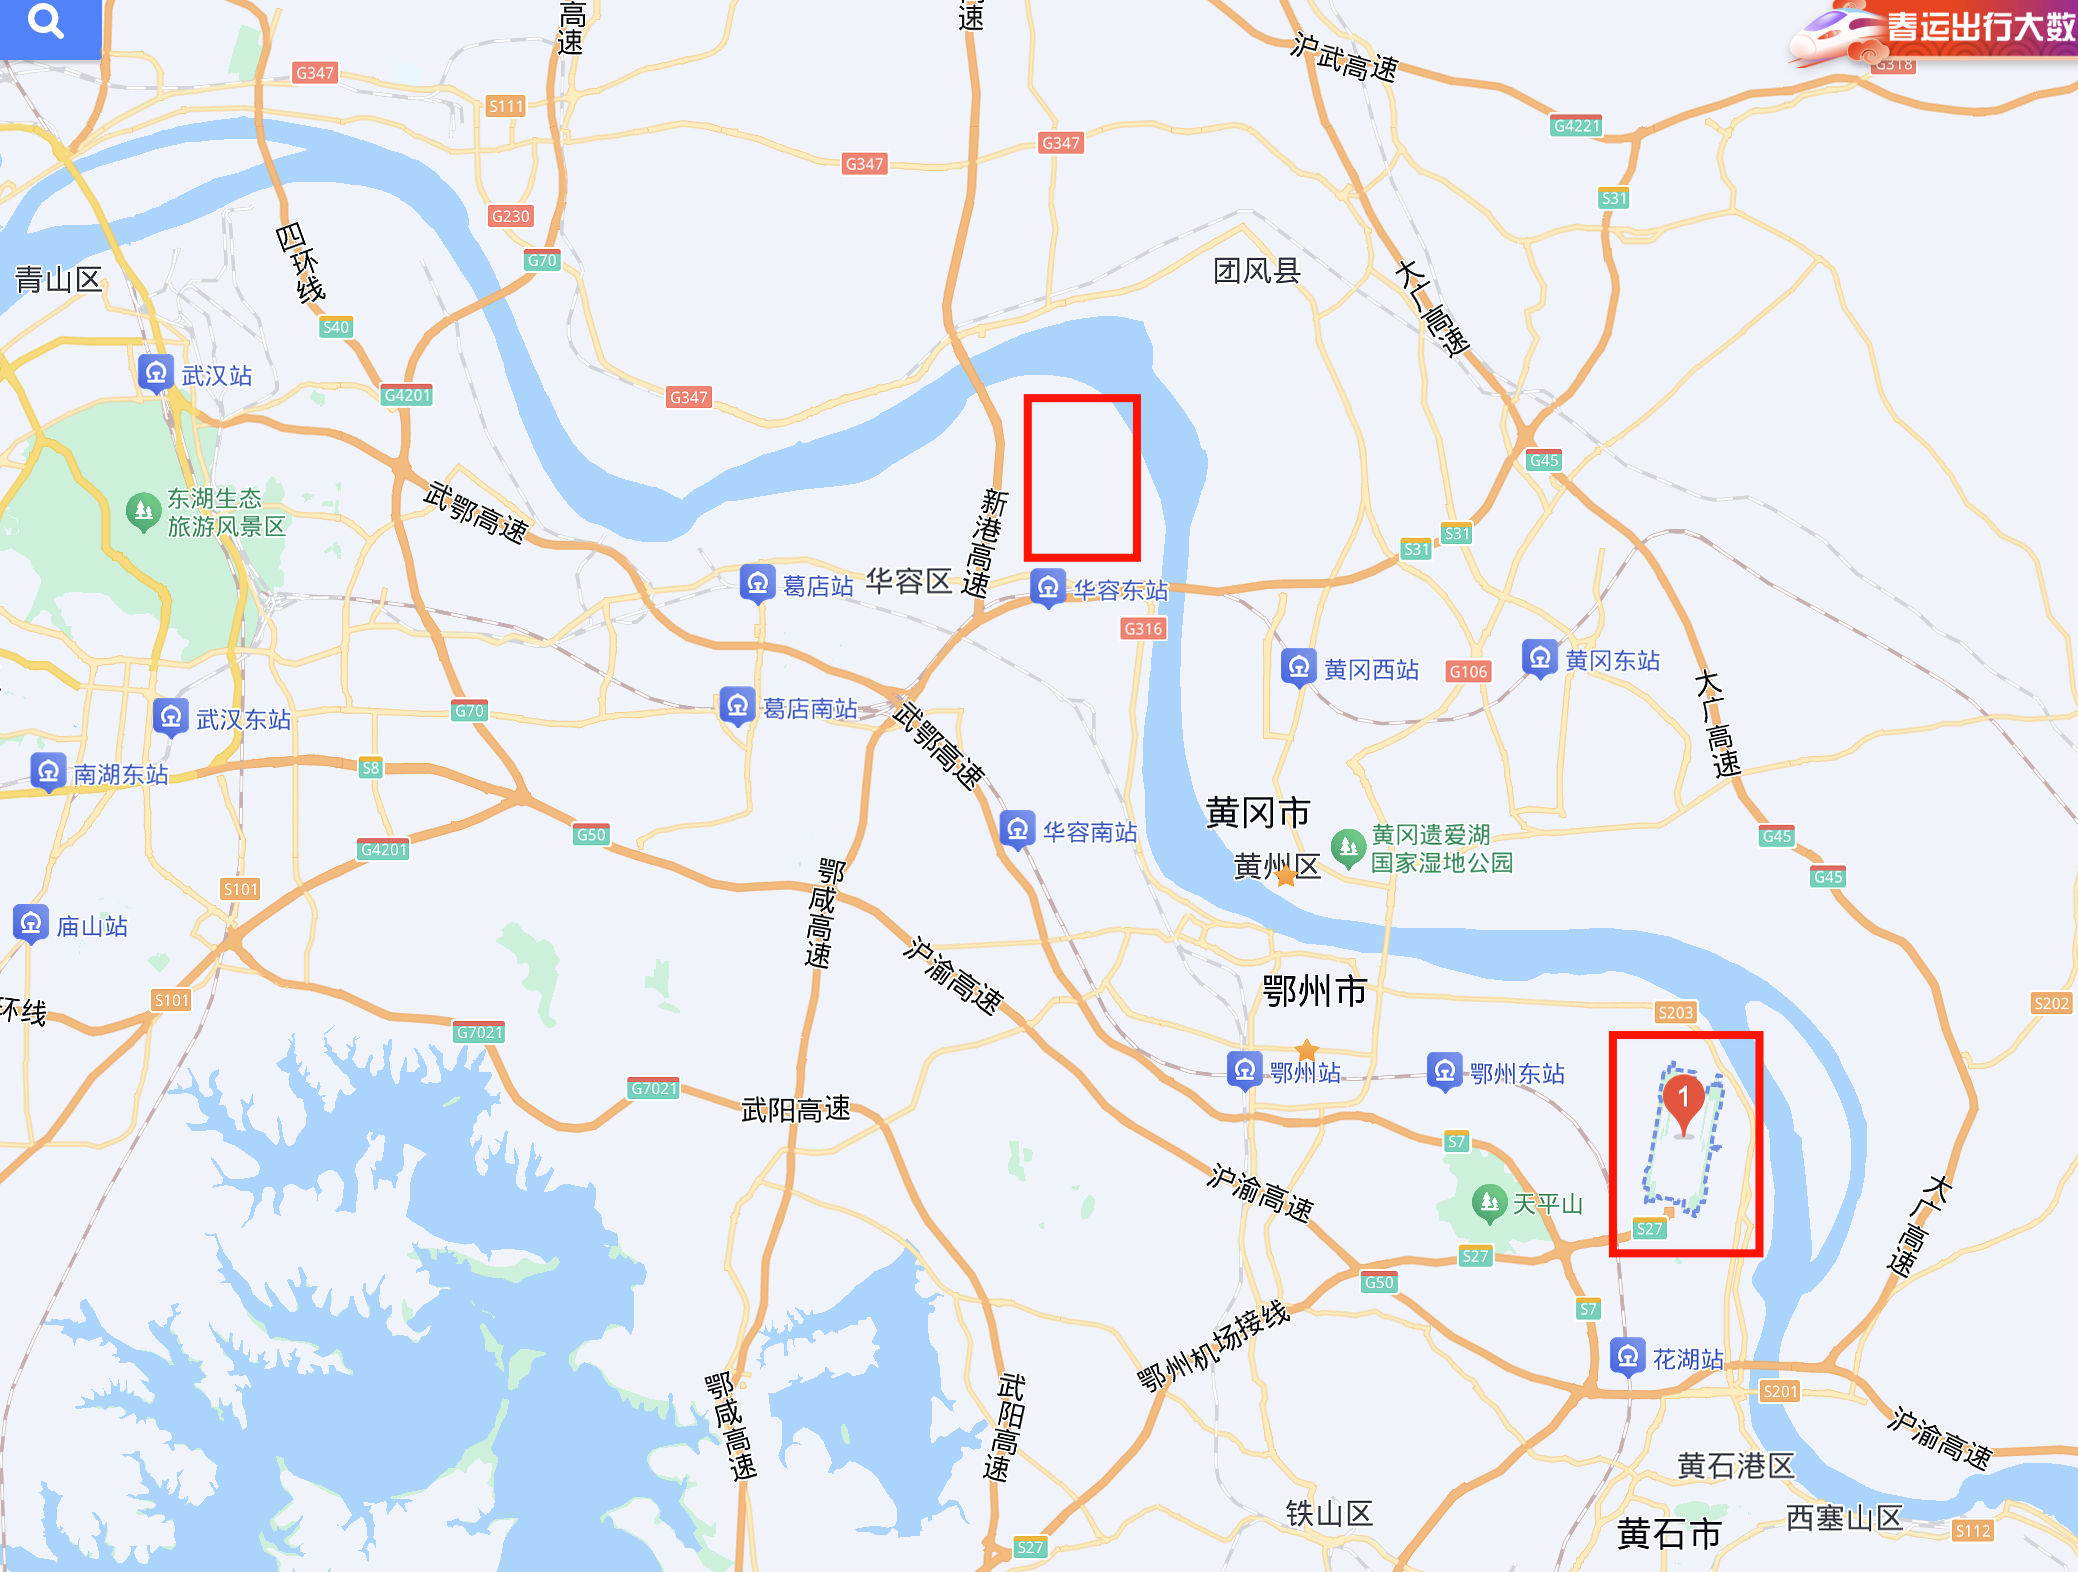 高速
高速
春运出行大数
沪武高速
G318
G347
S111
G4221
G347
G347
S31
G230
G70
四环线
青山区
团风县
大广高速
S40
武汉站
G4201
G347
G45
东湖生态
旅游风景区
武鄂高速
新港高速
S31
S31
葛店站
华容区
华容东站
G316
黄冈西站
G106
黄冈东站
武汉东站
G70
葛店南站
武鄂高速
大广高速
南湖东站
S8
黄冈市
华容南站
G50
G4201
黄冈遗爱湖
国家湿地公园
G45
黄州区
G45
S101
鄂咸高速
庙山站
沪渝高速
鄂州市
S101
环线
S203
S202
G7021
鄂州站
鄂州东站
1
G7021
武阳高速
S7
沪渝高速
天平山
S27
S27
大广高速
G50
S7
鄂州机场接线
花湖站
鄂咸高速
武阳高速
S201
沪渝高速
黄石港区
铁山区
黄石市
西塞山区
S112
S27